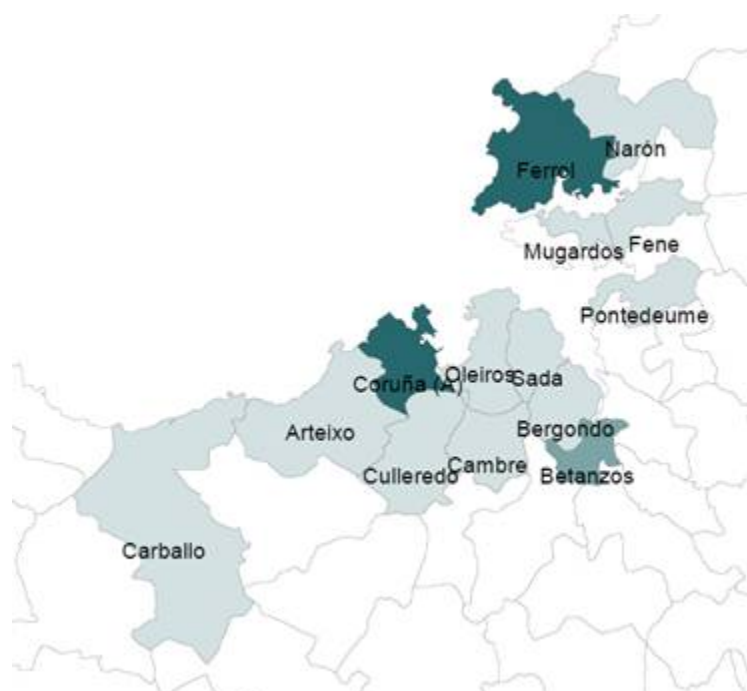 Narón
Ferrol
Mugardos
Fene
Pontedeume
Coruña (A)
Oleiros
Sada
Arteixo
Bergondo
Culleredo
Cambre
Betanzos
Carballo